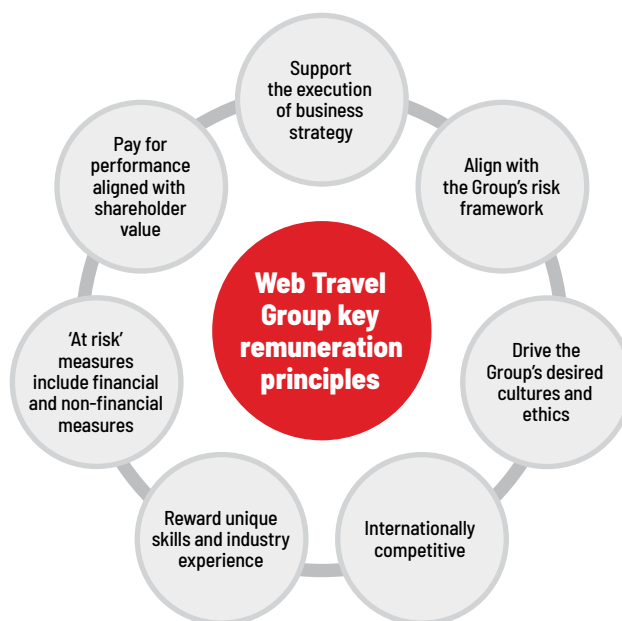 Support
the execution
of business
strategy
Align with
the Group's risk
framework
Drive the
Group's desired
cultures and
ethics
Internationally
competitive
Reward unique
skills and industry
experience
'At risk'
measures
include financial
and non-financial
measures
Pay for
performance
aligned with
shareholder
value
Web Travel
Group key
remuneration
principles